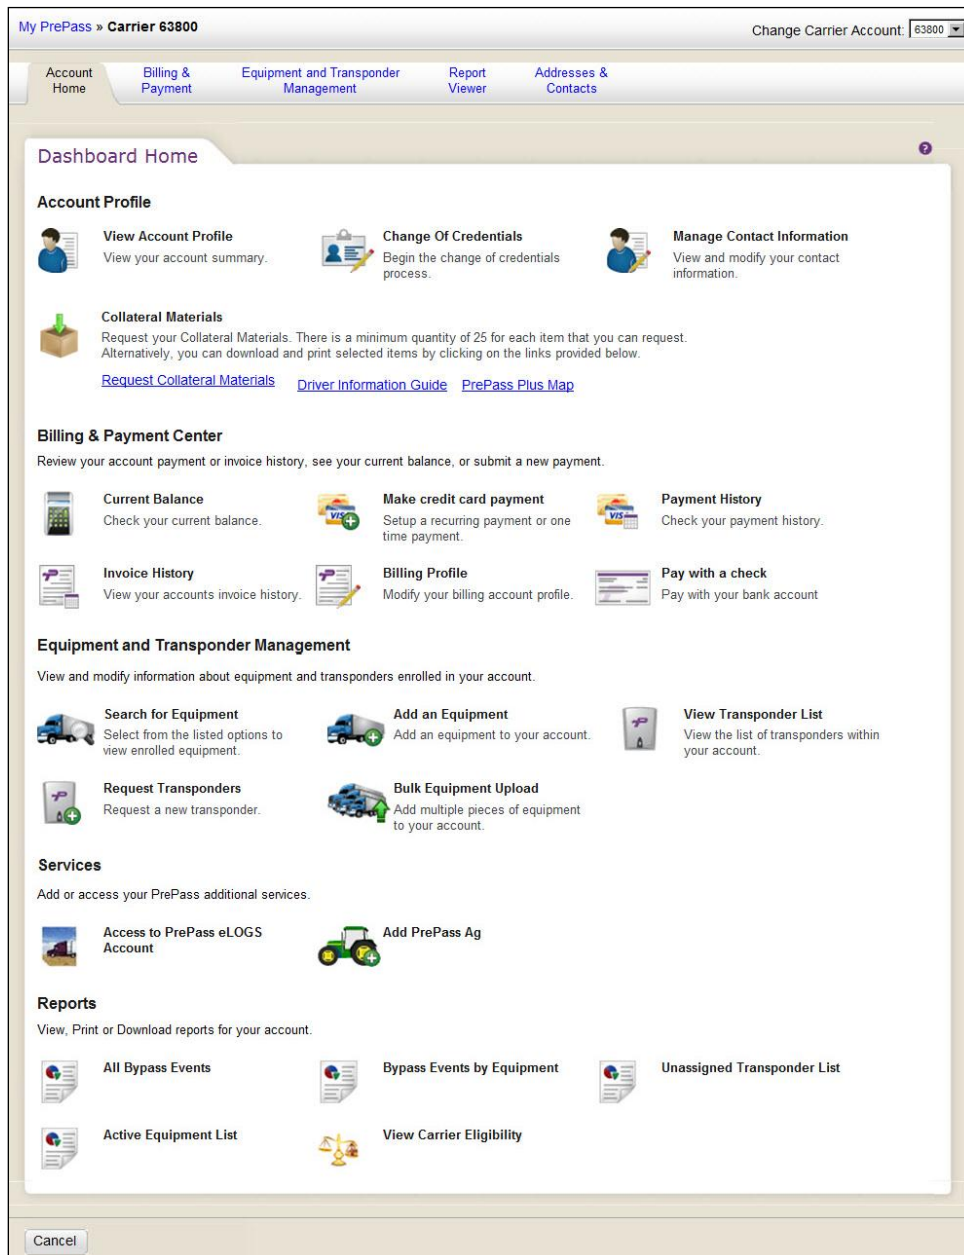 My PrePass » Carrier 63800
Change Carrier Account: 63800
Account Home
Billing & Payment
Equipment and Transponder Management
Report Viewer
Addresses & Contacts
Dashboard Home
?
Account Profile
View Account Profile
View your account summary.
Change Of Credentials
Begin the change of credentials
process.
Manage Contact Information
View and modify your contact
information.
Collateral Materials
Request your Collateral Materials. There is a minimum quantity of 25 for each item that you can request.
Alternatively, you can download and print selected items by clicking on the links provided below.
Request Collateral Materials Driver Information Guide PrePass Plus Map
Billing & Payment Center
Review your account payment or invoice history, see your current balance, or submit a new payment.
Current Balance
Check your current balance.
VISA
Make credit card payment
Setup a recurring payment or one
time payment.
VIS
Payment History
Check your payment history.
Invoice History
View your accounts invoice history.
Billing Profile
Modify your billing account profile.
Pay with a check
Pay with your bank account
Equipment and Transponder Management
View and modify information about equipment and transponders enrolled in your account.
Search for Equipment
Select from the listed options to
view enrolled equipment.
Add an Equipment
Add an equipment to your account.
View Transponder List
View the list of transponders within
your account.
Request Transponders
Request a new transponder.
Bulk Equipment Upload
Add multiple pieces of equipment
to your account.
Services
Add or access your PrePass additional services.
Access to PrePass eLOGS
Account
Add PrePass Ag
Reports
View, Print or Download reports for your account.
All Bypass Events
Bypass Events by Equipment
Unassigned Transponder List
Active Equipment List
View Carrier Eligibility
Cancel